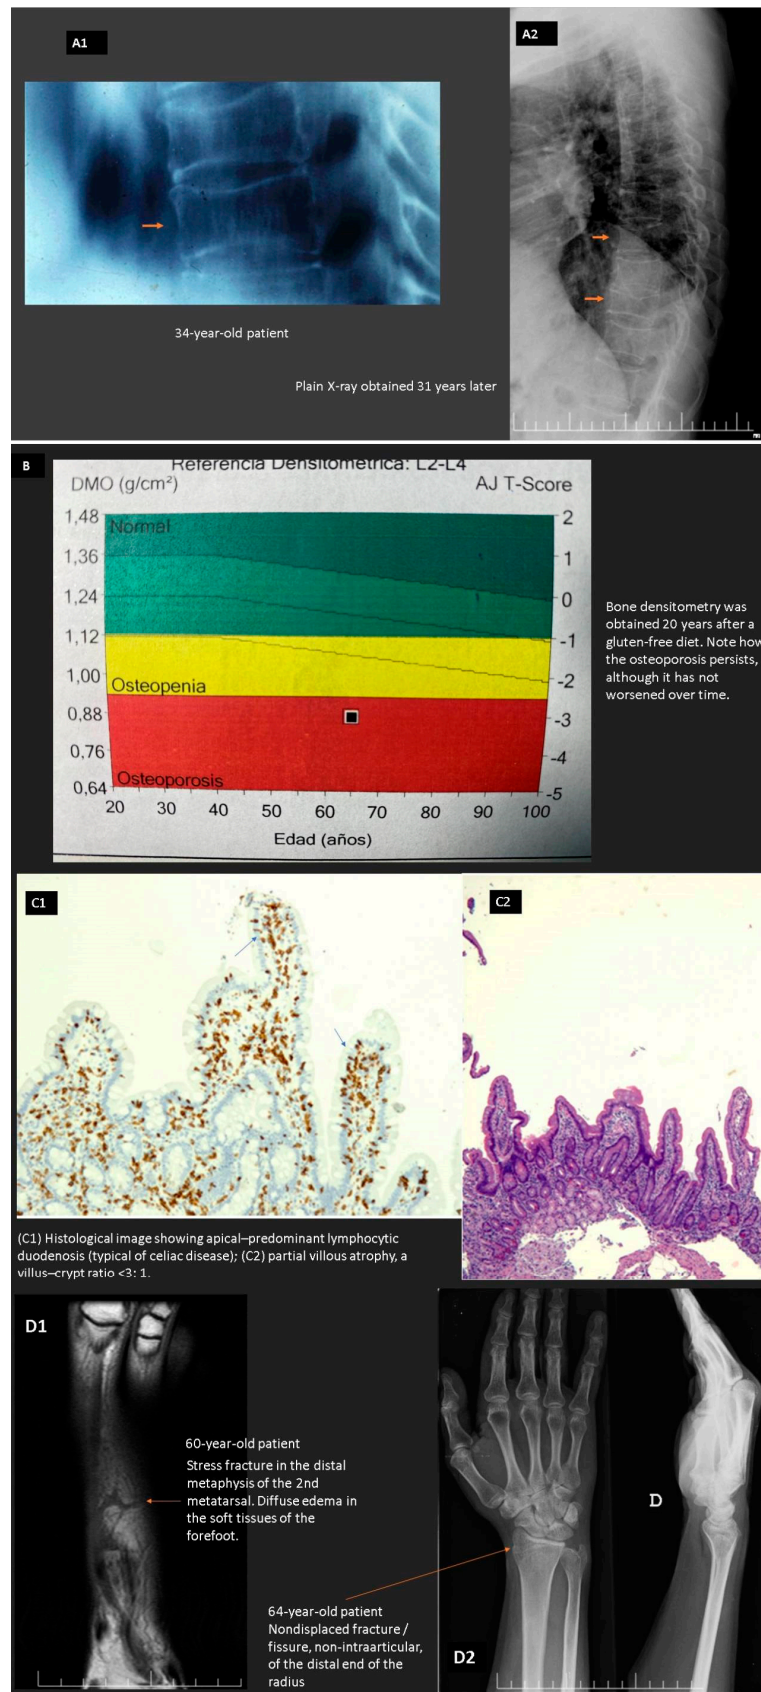 A1
A2
34-year-old patient
Plain X-ray obtained 31 years later
B
Referencia Densitométrica: L2-L4
DMO (g/cm²)
AJ T-Score
1,48
1,36
1,24
1,12
1,00
0,88
0,76
0,64
Normal
Osteopenia
Osteoporosis
2
1
0
-1
-2
-3
-4
-5
20 30 40 50 60 70 80 90 100
Edad (años)
Bone densitometry was
obtained 20 years after a
gluten-free diet. Note how
the osteoporosis persists,
although it has not
worsened over time.
C1
C2
(C1) Histological image showing apical–predominant lymphocytic
duodenosis (typical of celiac disease); (C2) partial villous atrophy, a
villus–crypt ratio <3: 1.
D1
60-year-old patient
Stress fracture in the distal
metaphysis of the 2nd
metatarsal. Diffuse edema in
the soft tissues of the
forefoot.
D
64-year-old patient
Nondisplaced fracture /
fissure, non-intraarticular,
of the distal end of the
radius
D2